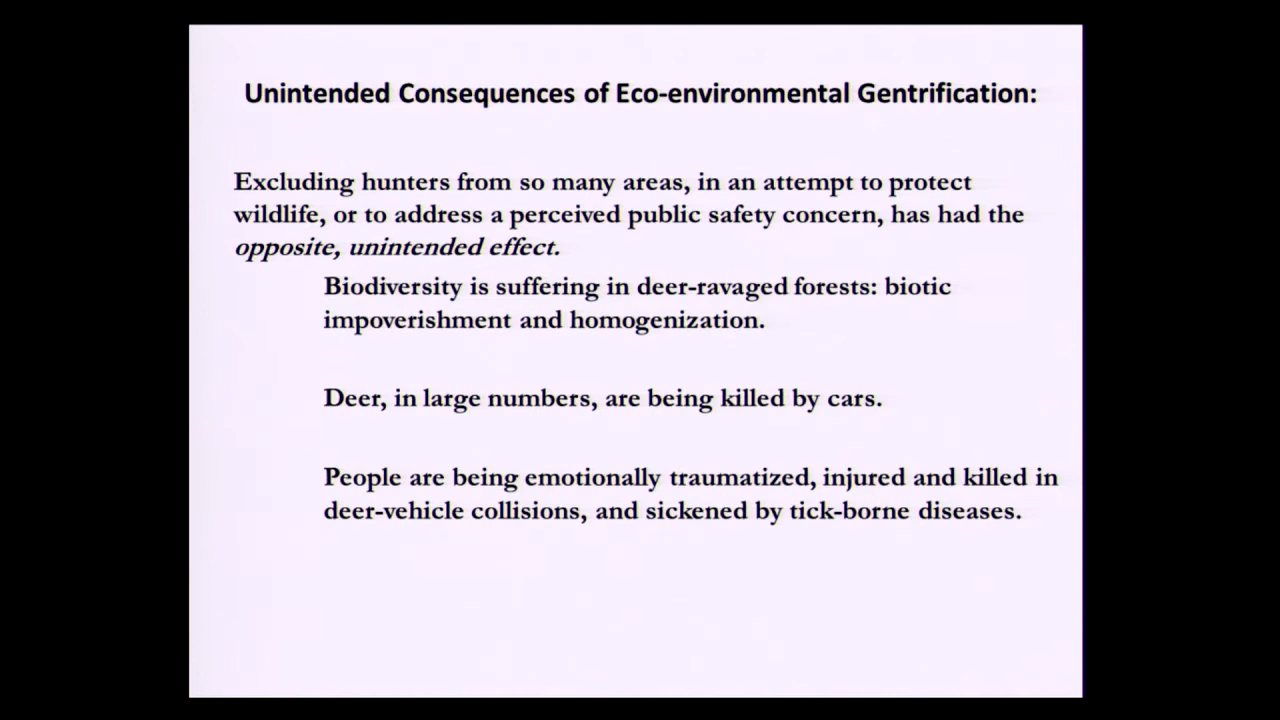 Unintended Consequences of Eco-environmental Gentrification:
Excluding hunters from so many areas, in an attempt to protect
wildlife, or to address a perceived public safety concern, has had the
opposite, unintended effect.
Biodiversity is suffering in deer-ravaged forests: biotic
impoverishment and homogenization.
Deer, in large numbers, are being killed by cars.
People are being emotionally traumatized, injured and killed in
deer-vehicle collisions, and sickened by tick-borne diseases.